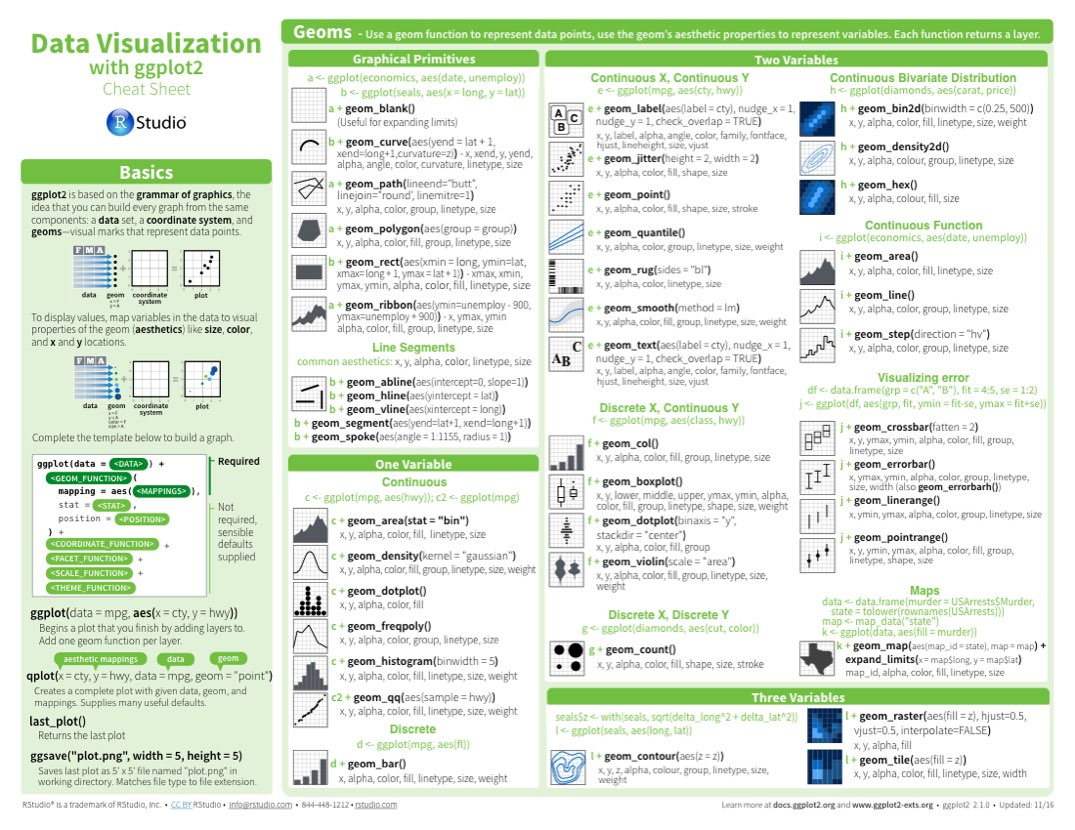 Data Visualization
with ggplot2
Cheat Sheet
R Studio
Basics
ggplot2 is based on the grammar of graphics, the
idea that you can build every graph from the same
components: a data set, a coordinate system, and
geoms—visual marks that represent data points.
F M A
data geom coordinate system plot
To display values, map variables in the data to visual
properties of the geom (aesthetics) like size, color,
and x and y locations.
F M A
data geom coordinate system plot
Complete the template below to build a graph.
ggplot(data = <DATA>) +
<GEOM_FUNCTION>(
mapping = aes(<MAPPINGS>),
stat = <STAT>,
position = <POSITION>
) +
<COORDINATE_FUNCTION> +
<FACET_FUNCTION> +
<SCALE_FUNCTION> +
<THEME_FUNCTION>
Required
Not
required,
sensible
defaults
supplied
ggplot(data = mpg, aes(x = cty, y = hwy))
Begins a plot that you finish by adding layers to.
Add one geom function per layer.
aesthetic mappings data geom
qplot(x = cty, y = hwy, data = mpg, geom = "point")
Creates a complete plot with given data, geom, and
mappings. Supplies many useful defaults.
last_plot()
Returns the last plot
ggsave("plot.png", width = 5, height = 5)
Saves last plot as 5' x 5' file named "plot.png" in
working directory. Matches file type to file extension.
Geoms - Use a geom function to represent data points, use the geom's aesthetic properties to represent variables. Each function returns a layer.
Graphical Primitives
a <- ggplot(economics, aes(date, unemploy))
b <- ggplot(seals, aes(x = long, y = lat))
a + geom_blank()
(Useful for expanding limits)
b + geom_curve(aes(yend = lat + 1,
xend=long+1,curvature=z)) - x, xend, y, yend,
alpha, angle, color, curvature, linetype, size
a + geom_path(lineend="butt",
linejoin="round', linemitre=1)
x, y, alpha, color, group, linetype, size
a + geom_polygon(aes(group = group))
x, y, alpha, color, fill, group, linetype, size
b + geom_rect(aes(xmin = long, ymin=lat,
xmax= long + 1, ymax = lat + 1)) - xmax, xmin,
ymax, ymin, alpha, color, fill, linetype, size
a + geom_ribbon(aes(ymin=unemploy - 900,
ymax=unemploy + 900)) - x, ymax, ymin
alpha, color, fill, group, linetype, size
Line Segments
common aesthetics: x, y, alpha, color, linetype, size
b + geom_abline(aes(intercept=0, slope=1))
b + geom_hline(aes(yintercept = lat))
b + geom_vline(aes(xintercept = long))
b + geom_segment(aes(yend=lat+1, xend=long+1))
b + geom_spoke(aes(angle = 1:1155, radius = 1))
One Variable
Continuous
c <- ggplot(mpg, aes(hwy)); c2 <- ggplot(mpg)
c + geom_area(stat = "bin")
x, y, alpha, color, fill, linetype, size
c + geom_density(kernel = "gaussian")
x, y, alpha, color, fill, group, linetype, size, weight
c + geom_dotplot()
x, y, alpha, color, fill
c + geom_freqpoly()
x, y, alpha, color, group, linetype, size
c + geom_histogram(binwidth = 5)
x, y, alpha, color, fill, linetype, size, weight
c2 + geom_qq(aes(sample = hwy))
x, y, alpha, color, fill, linetype, size, weight
Discrete
d <- ggplot(mpg, aes(fl))
d + geom_bar()
x, alpha, color, fill, linetype, size, weight
Two Variables
Continuous X, Continuous Y
e <- ggplot(mpg, aes(cty, hwy))
A B C
e + geom_label(aes(label = cty), nudge_x = 1,
nudge_y = 1, check_overlap = TRUE)
x, y, label, alpha, angle, color, family, fontface,
hjust, lineheight, size, vjust
e + geom_jitter(height = 2, width = 2)
x, y, alpha, color, fill, shape, size
e + geom_point()
x, y, alpha, color, fill, shape, size, stroke
e + geom_quantile()
x, y, alpha, color, group, linetype, size, weight
e + geom_rug(sides = "bl")
x, y, alpha, color, linetype, size
e + geom_smooth(method = lm)
x, y, alpha, color, fill, group, linetype, size, weight
A B C
e + geom_text(aes(label = cty), nudge_x = 1,
nudge_y = 1, check_overlap = TRUE)
x, y, label, alpha, angle, color, family, fontface,
hjust, lineheight, size, vjust
Discrete X, Continuous Y
f <- ggplot(mpg, aes(class, hwy))
f + geom_col()
x, y, alpha, color, fill, group, linetype, size
f + geom_boxplot()
x, y, lower, middle, upper, ymax, ymin, alpha,
color, fill, group, linetype, shape, size, weight
f + geom_dotplot(binaxis = "y",
stackdir = "center")
x, y, alpha, color, fill, group
f + geom_violin(scale = "area")
x, y, alpha, color, fill, group, linetype, size,
weight
Discrete X, Discrete Y
g <- ggplot(diamonds, aes(cut, color))
g + geom_count()
x, y, alpha, color, fill, shape, size, stroke
Continuous Bivariate Distribution
h <- ggplot(diamonds, aes(carat, price))
h + geom_bin2d(binwidth = c(0.25, 500))
x, y, alpha, color, fill, linetype, size, weight
h + geom_density2d()
x, y, alpha, colour, group, linetype, size
h + geom_hex()
x, y, alpha, colour, fill, size
Continuous Function
i <- ggplot(economics, aes(date, unemploy))
i + geom_area()
x, y, alpha, color, fill, linetype, size
i + geom_line()
x, y, alpha, color, group, linetype, size
i + geom_step(direction = "hv")
x, y, alpha, color, group, linetype, size
Visualizing error
df <- data.frame(grp = c("A", "B"), fit = 4:5, se = 1:2)
j <- ggplot(df, aes(grp, fit, ymin = fit-se, ymax = fit+se))
j + geom_crossbar(fatten = 2)
x, y, ymax, ymin, alpha, color, fill, group,
linetype, size
j + geom_errorbar()
x, ymax, ymin, alpha, color, group, linetype,
size, width (also geom_errorbarh())
j + geom_linerange()
x, ymin, ymax, alpha, color, group, linetype, size
j + geom_pointrange()
x, y, ymin, ymax, alpha, color, fill, group,
linetype, shape, size
Maps
data <- data.frame(murder = USArrests$Murder,
state = tolower(rownames(USArrests)))
map <- map_data("state")
k <- ggplot(data, aes(fill = murder))
k + geom_map(aes(map_id = state), map = map) +
expand_limits(x = map$long, y = map$lat)
map_id, alpha, color, fill, linetype, size
Three Variables
seals$z <- with(seals, sqrt(delta_long^2 + delta_lat^2))
l <- ggplot(seals, aes(long, lat))
l + geom_contour(aes(z = z))
x, y, z, alpha, colour, group, linetype, size,
weight
l + geom_raster(aes(fill = z), hjust=0.5,
vjust=0.5, interpolate=FALSE)
x, y, alpha, fill
l + geom_tile(aes(fill = z))
x, y, alpha, color, fill, linetype, size, width
RStudio® is a trademark of RStudio, Inc. • CC BY RStudio • info@rstudio.com • 844-448-1212 • rstudio.com
Learn more at docs.ggplot2.org and www.ggplot2-exts.org • ggplot2 2.1.0 • Updated: 11/16